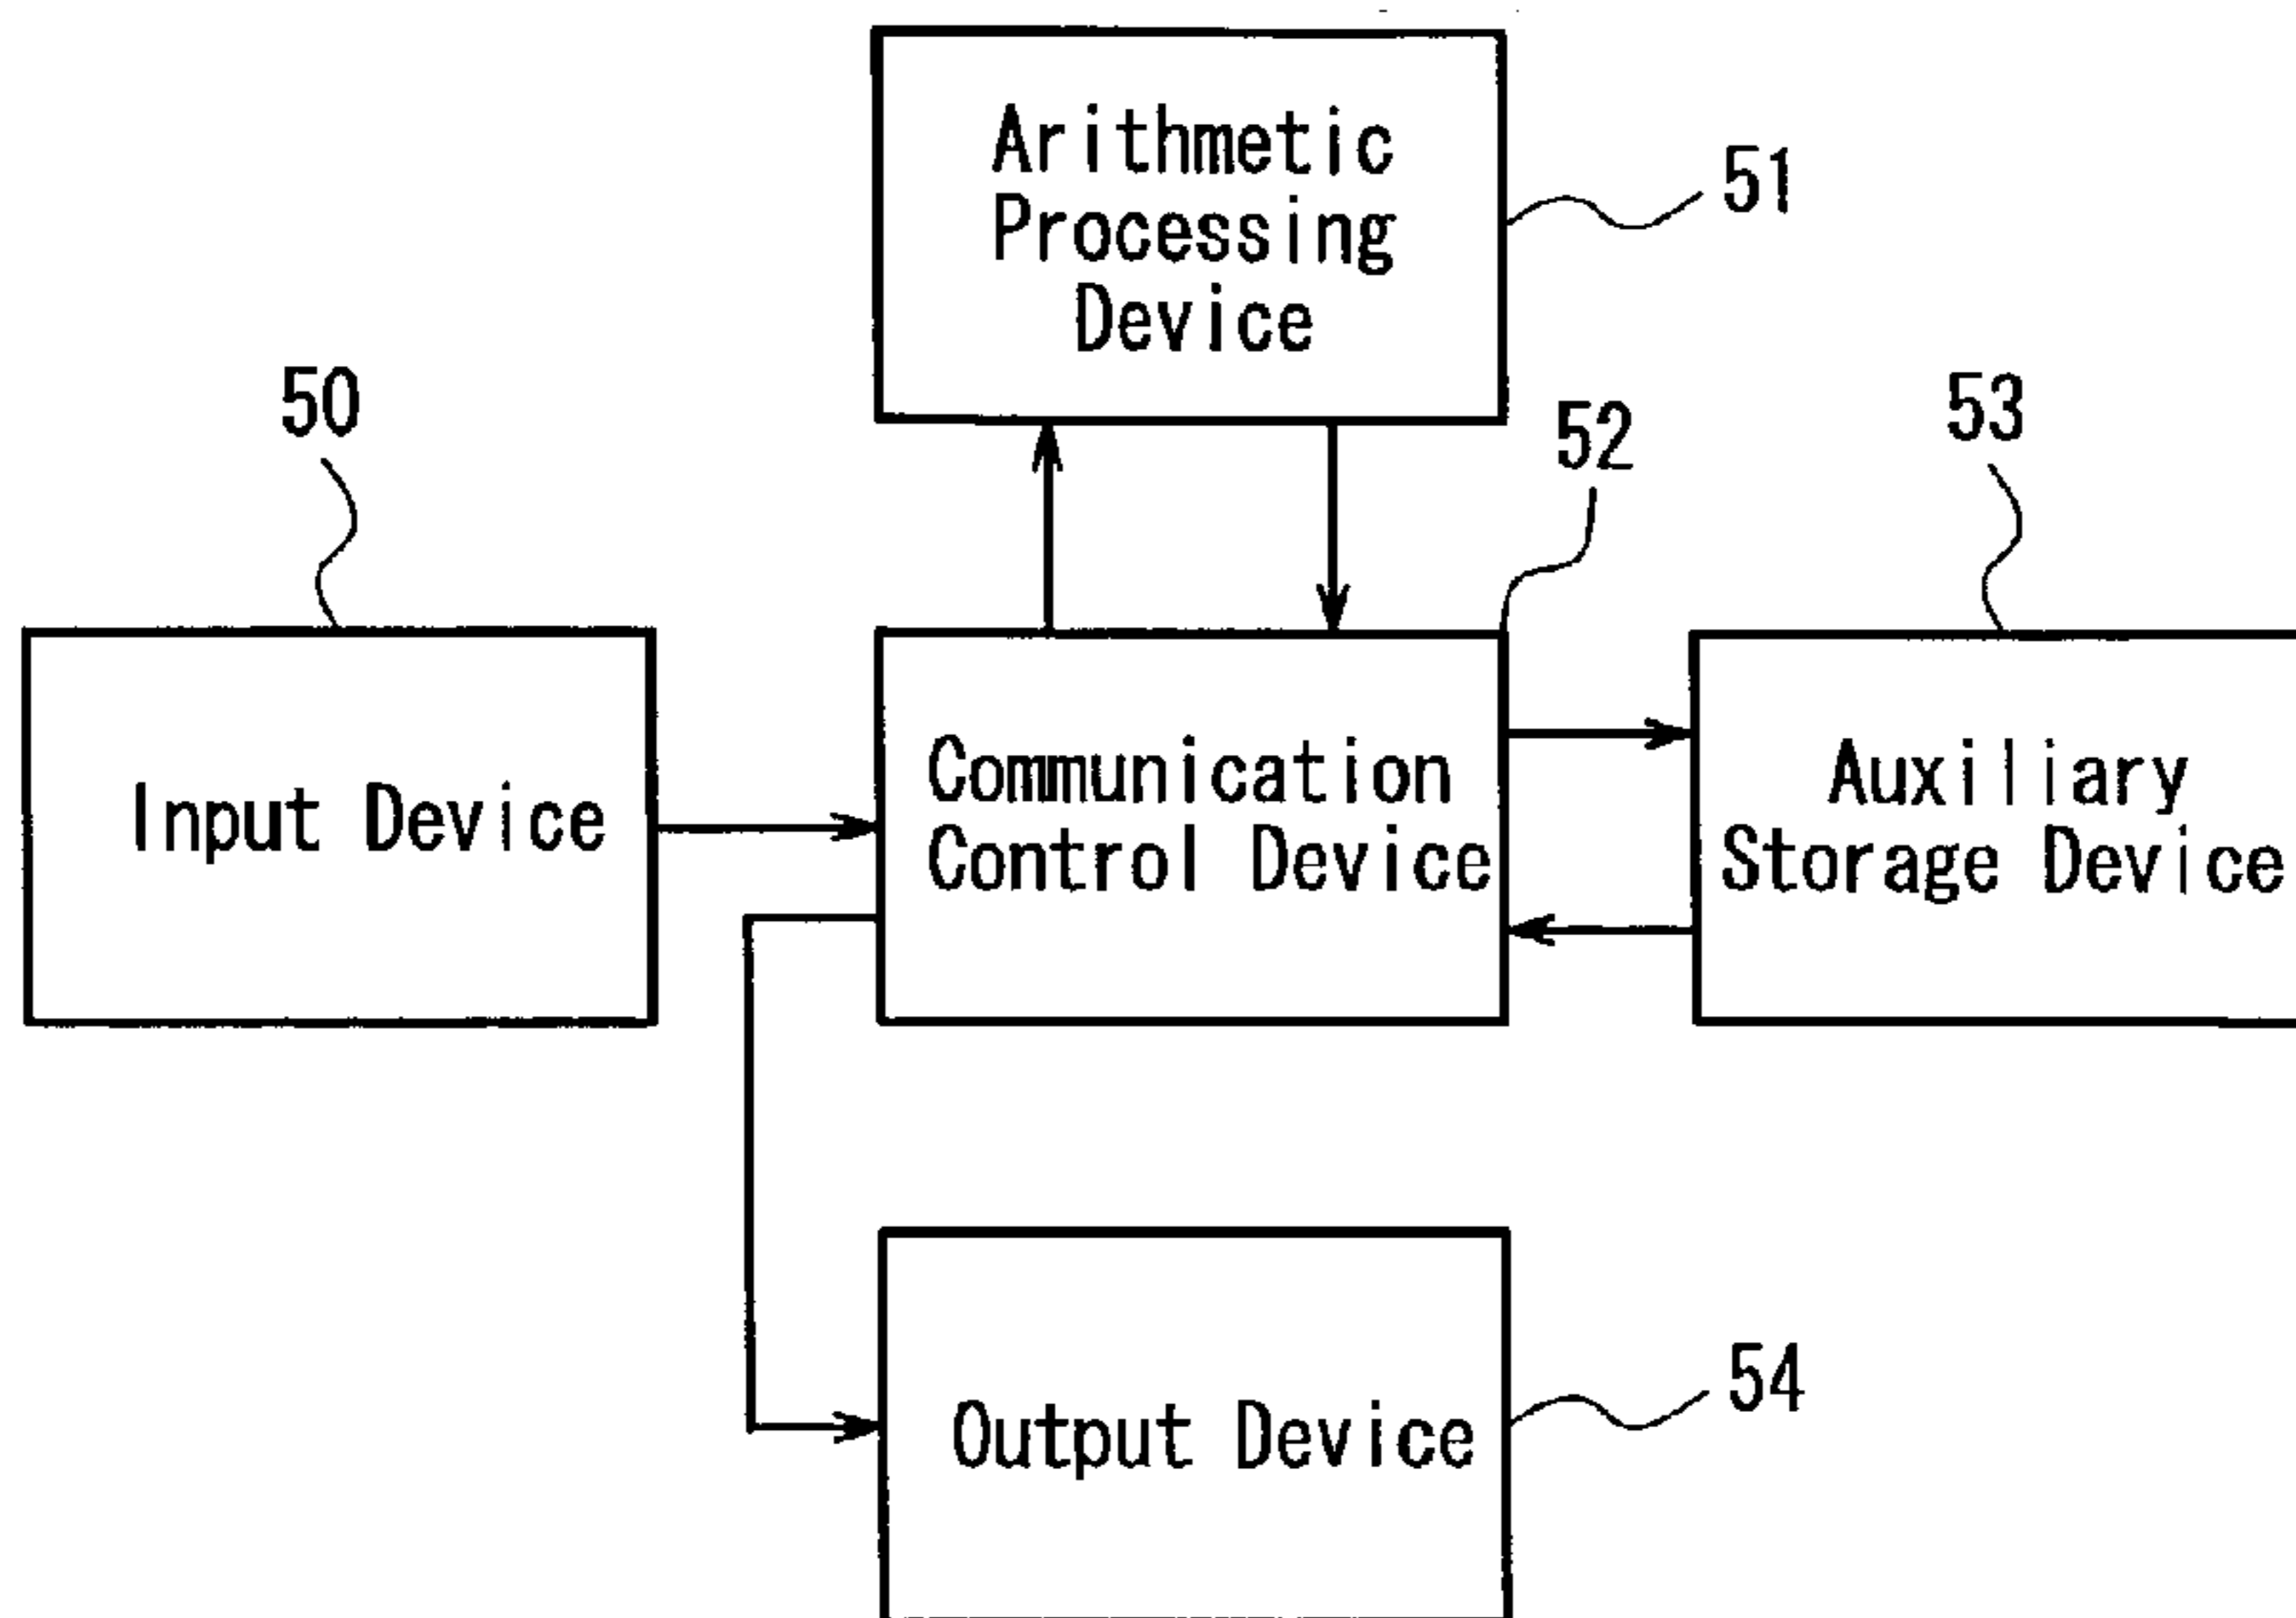 Arithmetic
Processing
Device
51
50
52
53
Input Device
Communication
Control Device
Auxiliary
Storage Device
Output Device
54